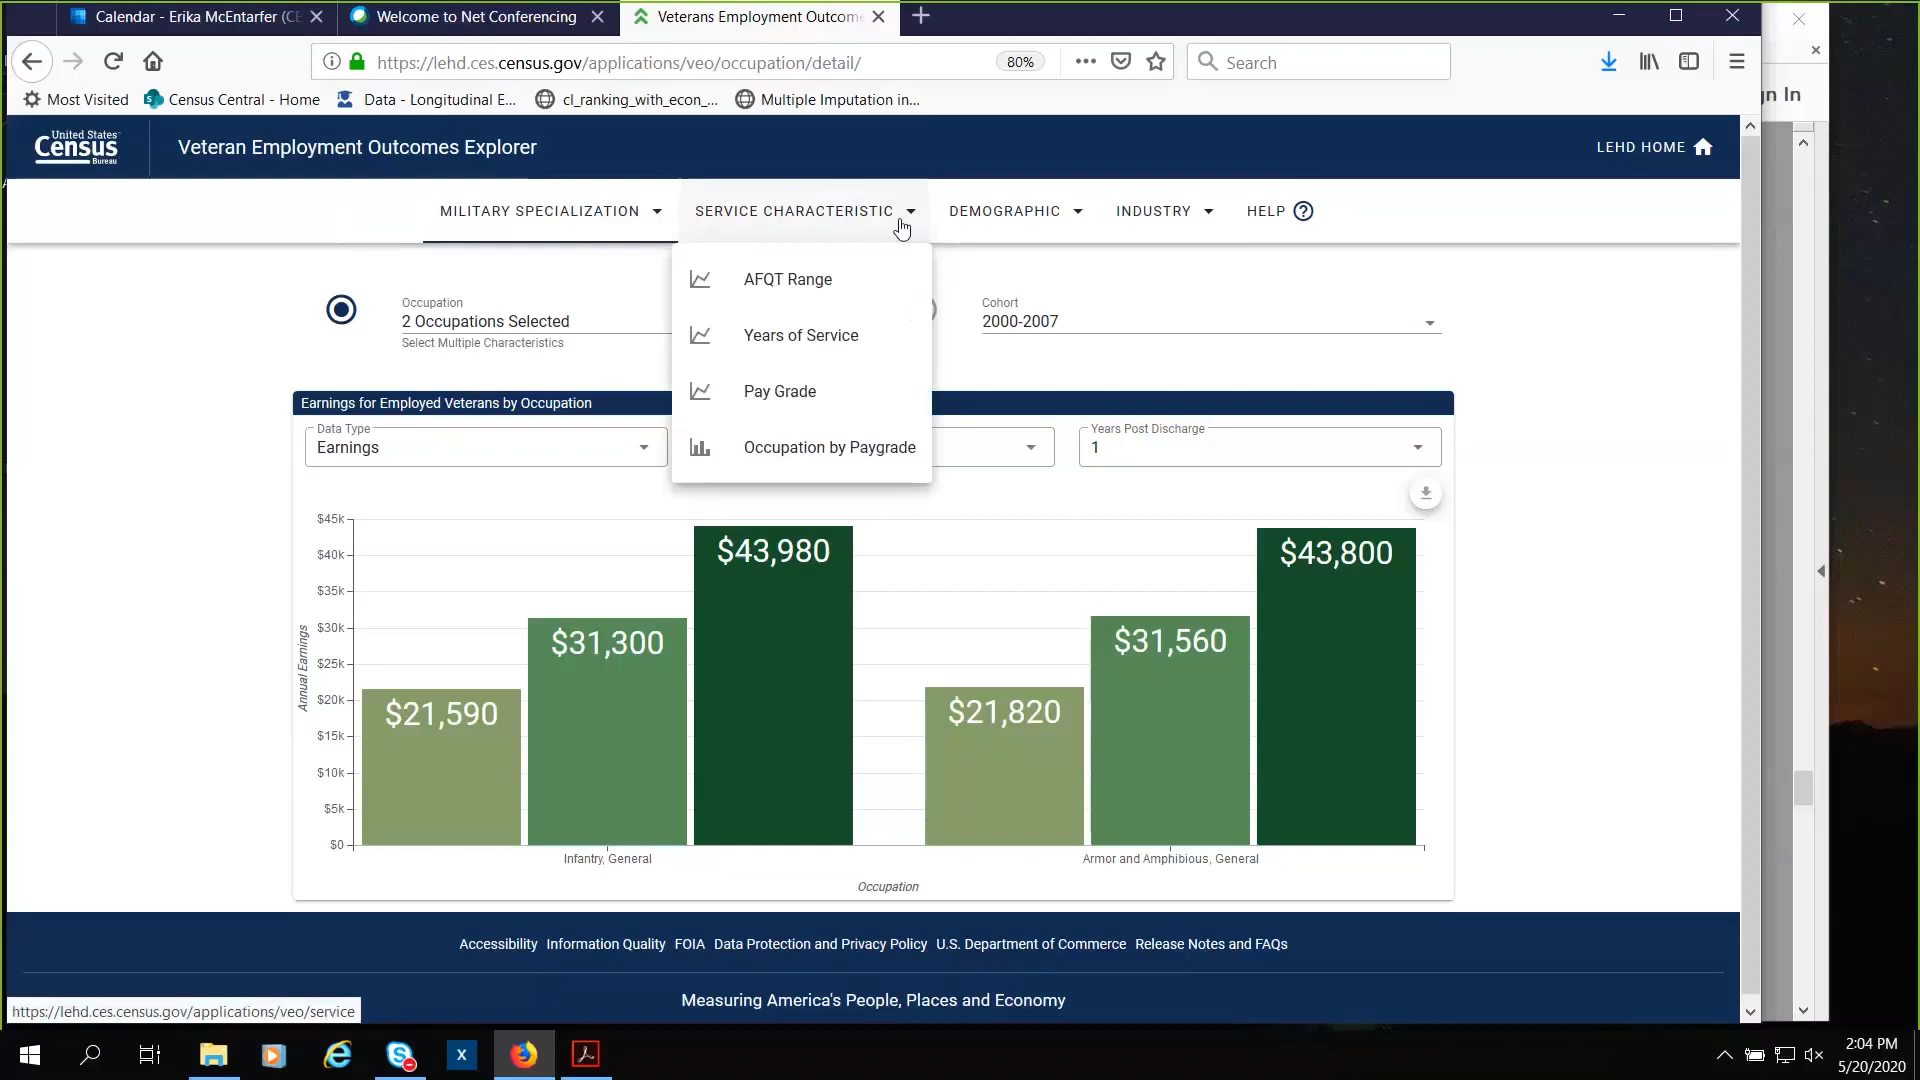 Calendar - Erika McEntarfer (CE
Welcome to Net Conferencing
Veterans Employment Outcome
https://lehd.ces.census.gov/applications/veo/occupation/detail/
80%
Search
Most Visited
Census Central - Home
Data - Longitudinal E...
cl_ranking_with_econ_...
Multiple Imputation in...
In
United States
Census
Bureau
Veteran Employment Outcomes Explorer
LEHD HOME
MILITARY SPECIALIZATION
SERVICE CHARACTERISTIC
DEMOGRAPHIC
INDUSTRY
HELP ?
AFQT Range
Years of Service
Pay Grade
Occupation by Paygrade
Occupation
2 Occupations Selected
Select Multiple Characteristics
Cohort
2000-2007
Earnings for Employed Veterans by Occupation
Data Type
Earnings
Years Post Discharge
1
$45k
$40k
$35k
$30k
$25k
$20k
$15k
$10k
$5k
$0
Annual Earnings
$21,590
$31,300
$43,980
$21,820
$31,560
$43,800
Infantry, General
Armor and Amphibious, General
Occupation
Accessibility Information Quality FOIA Data Protection and Privacy Policy U.S. Department of Commerce Release Notes and FAQs
Measuring America's People, Places and Economy
https://lehd.ces.census.gov/applications/veo/service
2:04 PM
5/20/2020